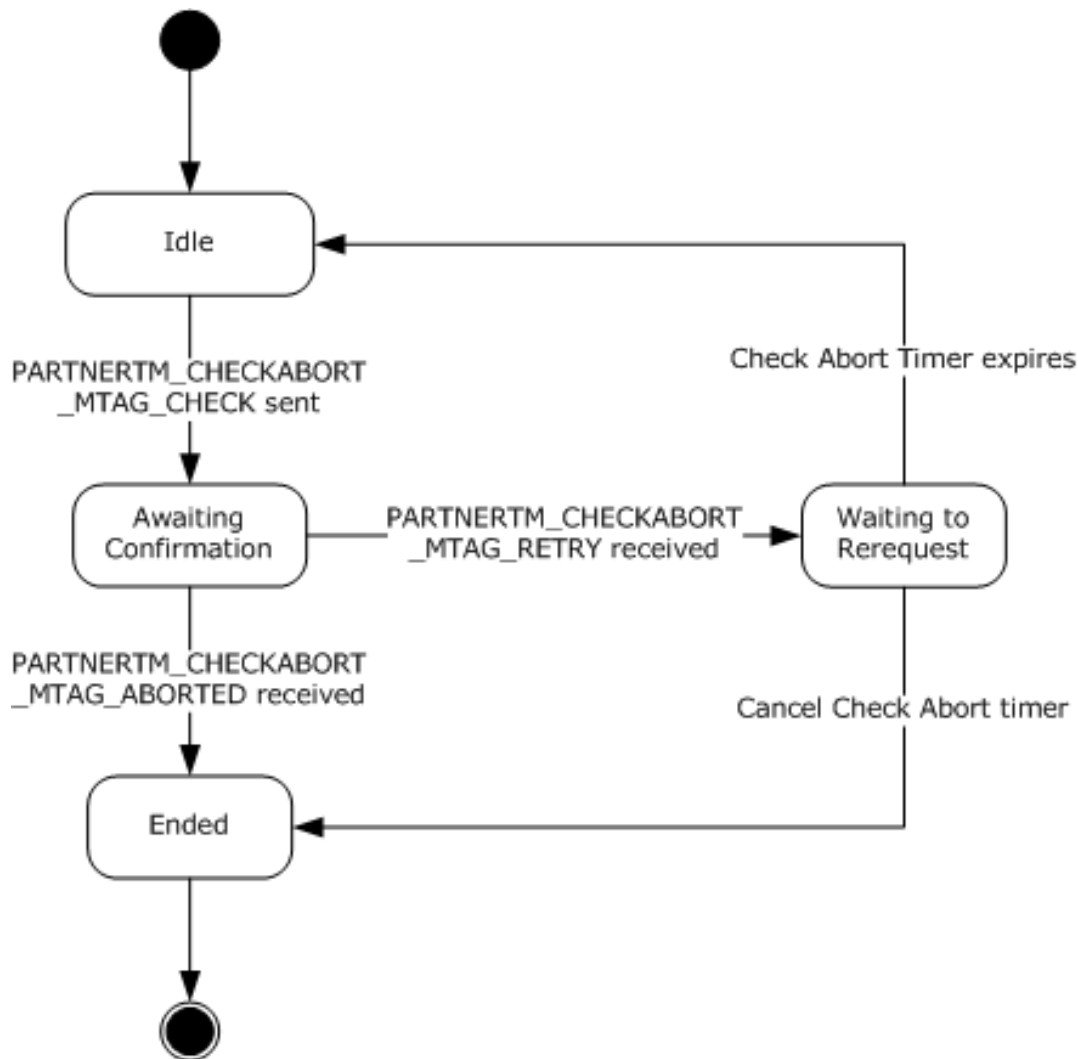 Idle
PARTNERTM_CHECKABORT
_MTAG_CHECK sent
Check Abort Timer expires
Awaiting
Confirmation
PARTNERTM_CHECKABORT
_MTAG_RETRY received
Waiting to
Rerequest
PARTNERTM_CHECKABORT
_MTAG_ABORTED received
Cancel Check Abort timer
Ended